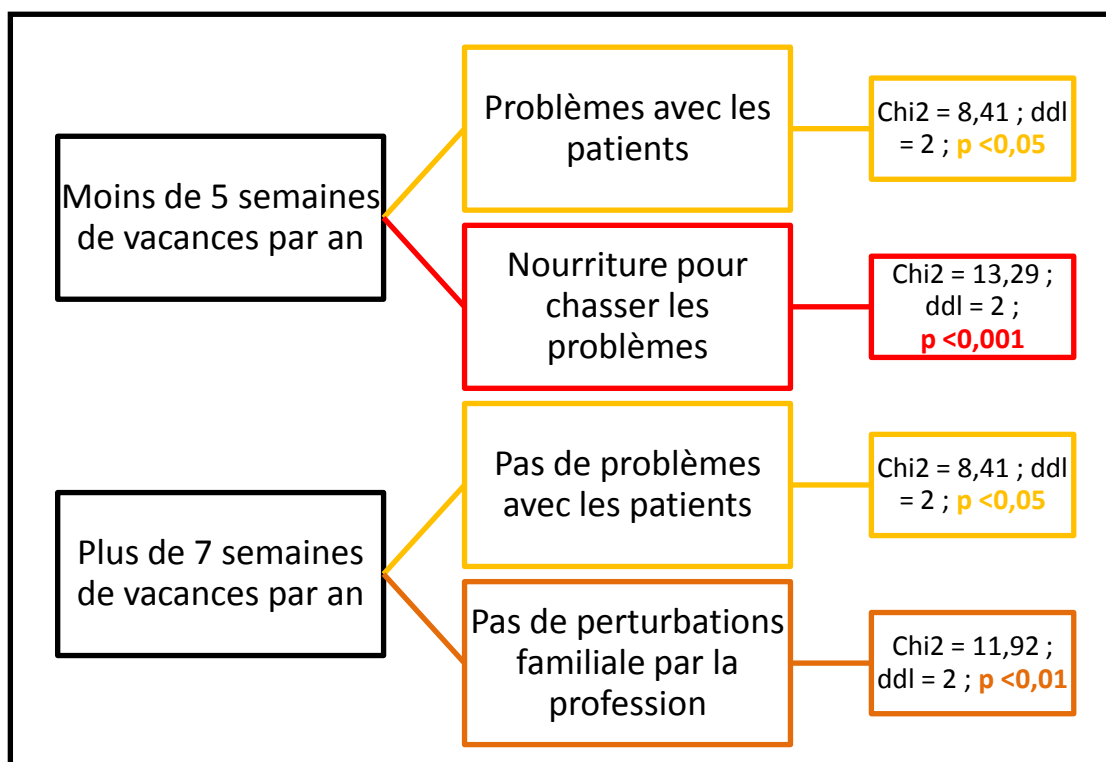 Moins de 5 semaines
de vacances par an
Problèmes avec les
patients
Chi2 = 8,41 ; ddl
= 2 ; p <0,05
Nourriture pour
chasser les
problèmes
Chi2 = 13,29 ;
ddl = 2 ;
p <0,001
Plus de 7 semaines
de vacances par an
Pas de problèmes
avec les patients
Chi2 = 8,41 ; ddl
= 2 ; p <0,05
Pas de perturbations
familiale par la
profession
Chi2 = 11,92 ;
ddl = 2 ; p <0,01